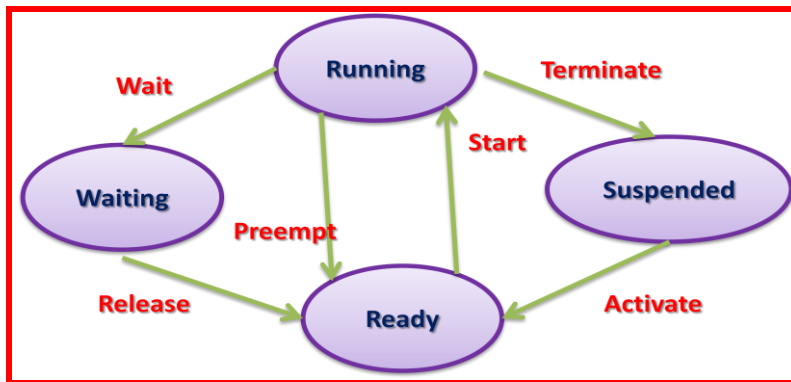 Running
Terminate
Wait
Start
Waiting
Suspended
Preempt
Release
Ready
Activate